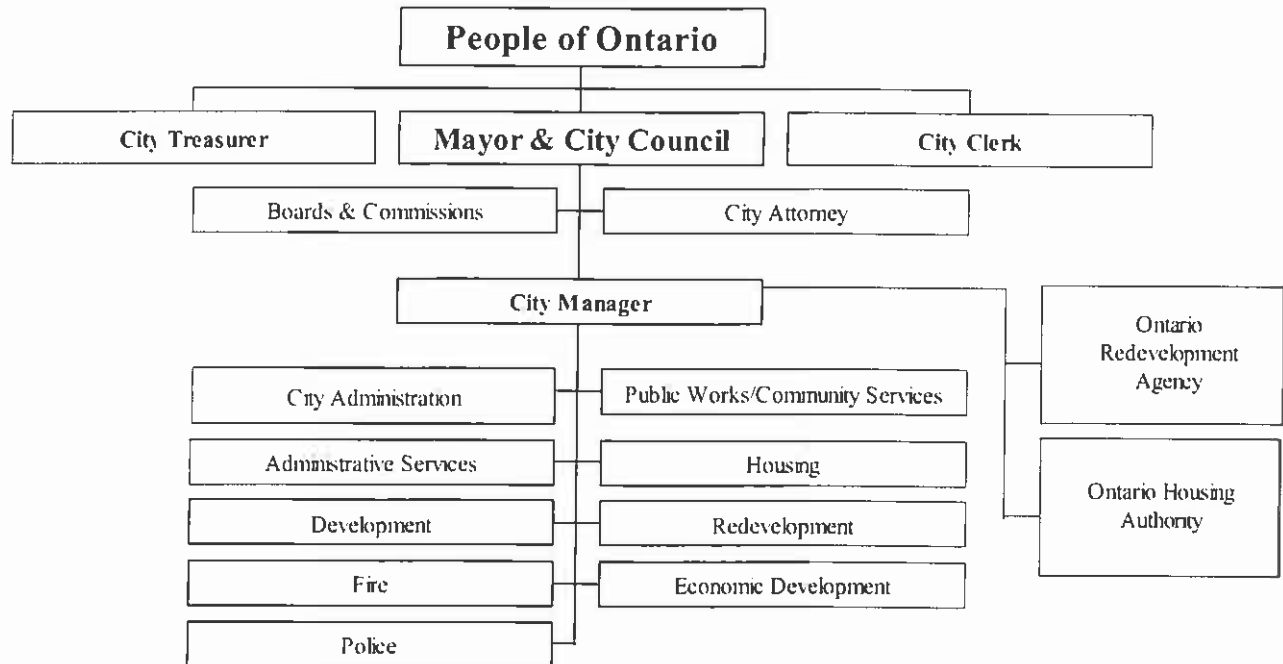 People of Ontario
City Treasurer
Mayor & City Council
City Clerk
Boards & Commissions
City Attorney
City Manager
Ontario
Redevelopment
Agency
City Administration
Public Works/Community Services
Administrative Services
Housing
Ontario Housing
Authority
Development
Redevelopment
Fire
Economic Development
Police